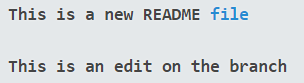 This is a new README file
This is an edit on the branch